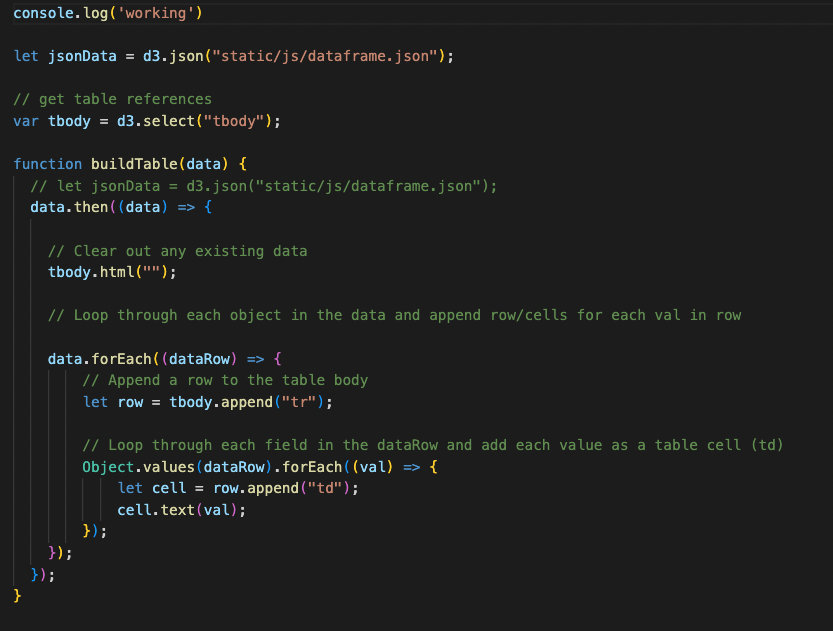 console.log('working')
let jsonData = d3.json("static/js/dataframe.json");
// get table references
var tbody = d3.select("tbody");
function buildTable(data) {
// let jsonData = d3.json("static/js/dataframe.json");
data.then((data) => {
// Clear out any existing data
tbody.html("");
// Loop through each object in the data and append row/cells for each val in row
data.forEach((dataRow) => {
// Append a row to the table body
let row = tbody.append("tr");
// Loop through each field in the dataRow and add each value as a table cell (td)
Object.values(dataRow).forEach((val) => {
let cell = row.append("td");
cell.text(val);
});
});
});
}